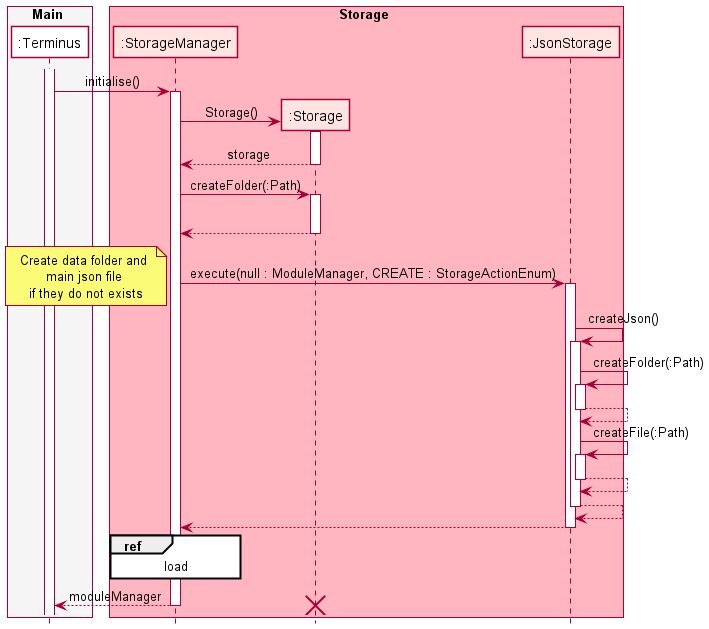 Main
Storage
:Terminus
:StorageManager
:JsonStorage
initialise()
Storage()
:Storage
storage
createFolder(:Path)
Create data folder and
main json file
if they do not exists
execute(null : ModuleManager, CREATE : StorageActionEnum)
createJson()
createFolder(:Path)
createFile(:Path)
ref
load
moduleManager